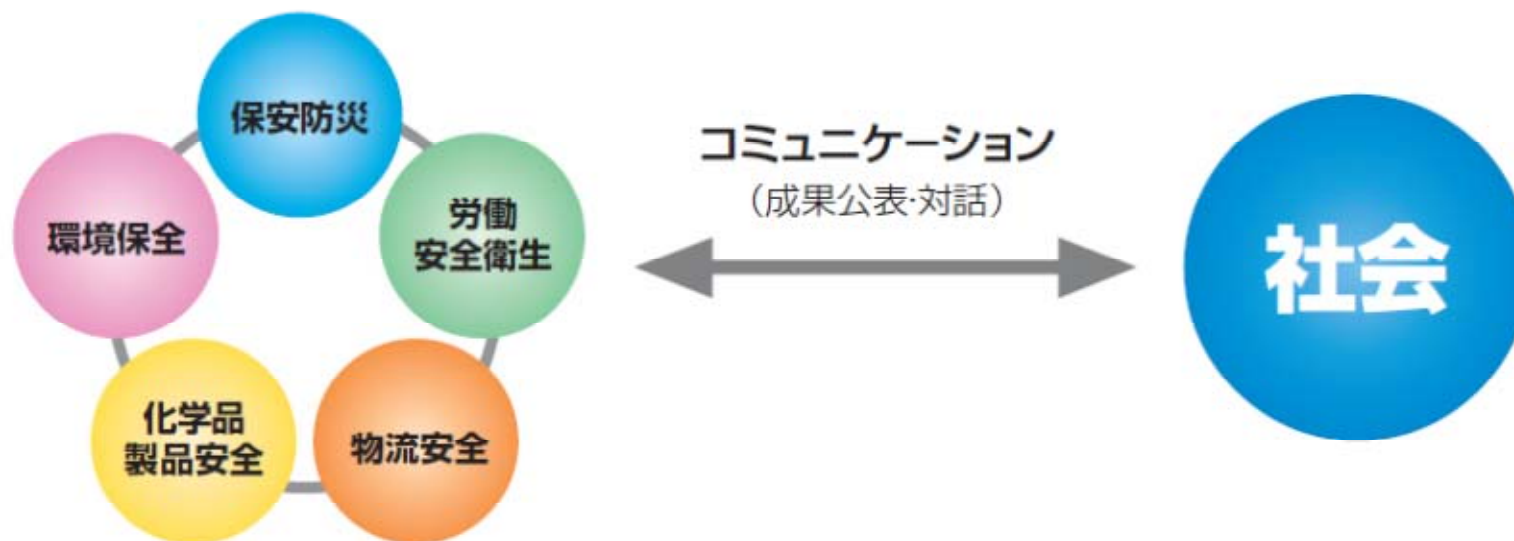 保安防災
環境保全
労働
安全衛生
化学品
製品安全
物流安全
コミュニケーション
（成果公表・対話）
社会